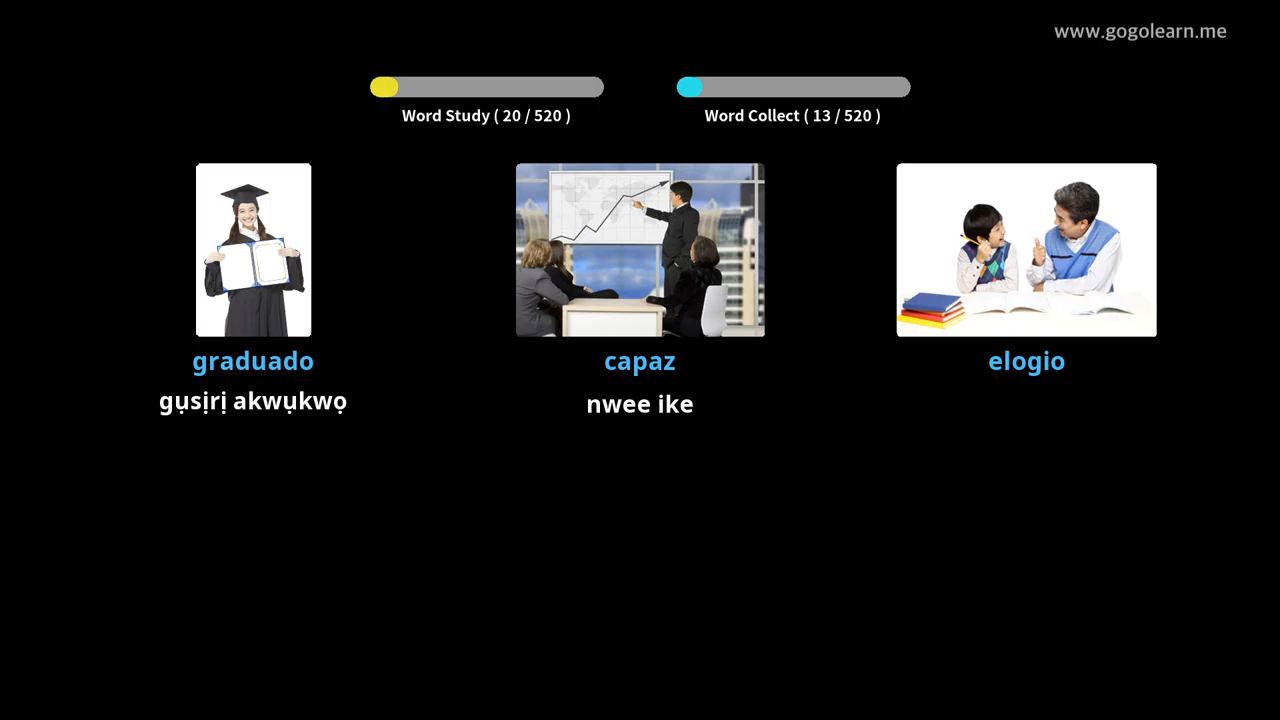 www.gogolearn.me
Word Study ( 20 / 520 )
Word Collect ( 13 / 520 )
graduado
capaz
elogio
gụsịrị akwụkwọ
nwee ike